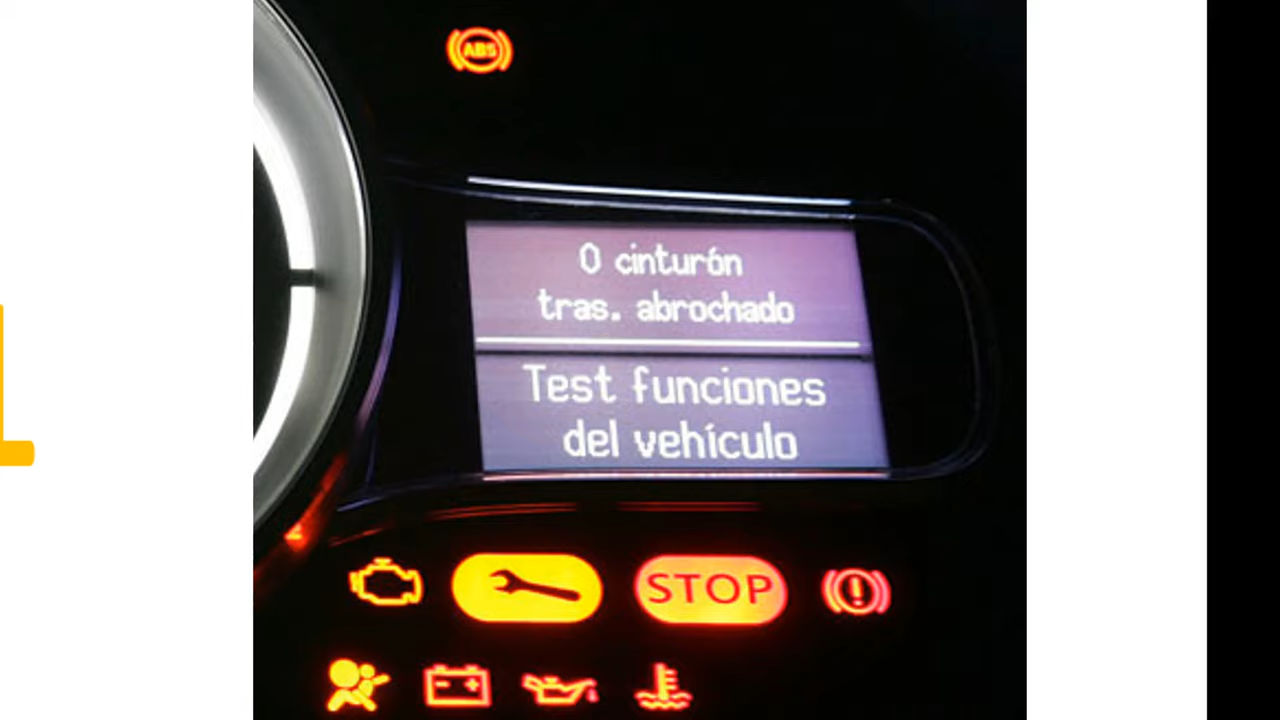 ABS
0 cinturón
tras. abrochado
Test funciones
del vehículo
STOP